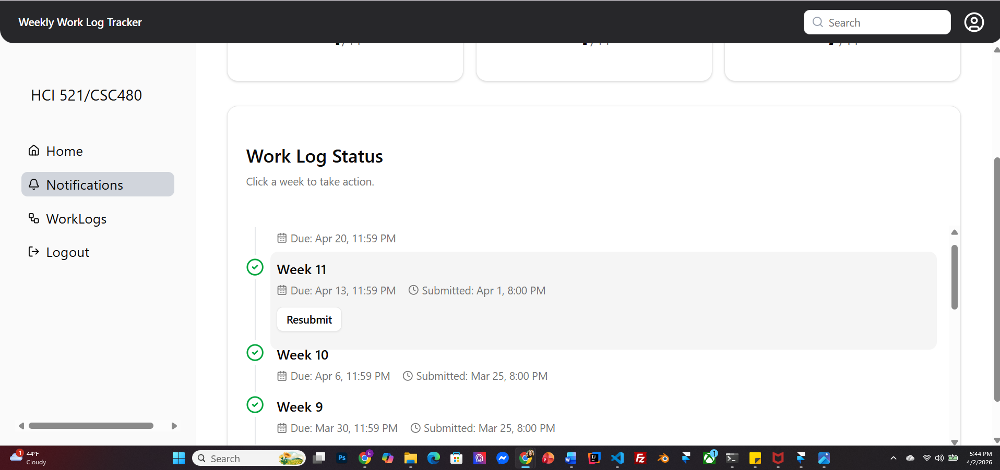 Weekly Work Log Tracker
Search
HCI 521/CSC480
Home
Notifications
WorkLogs
Logout
Work Log Status
Click a week to take action.
Due: Apr 20, 11:59 PM
Week 11
Due: Apr 13, 11:59 PM Submitted: Apr 1, 8:00 PM
Resubmit
Week 10
Due: Apr 6, 11:59 PM Submitted: Mar 25, 8:00 PM
Week 9
Due: Mar 30, 11:59 PM Submitted: Mar 25, 8:00 PM
1
44°F
Cloudy
Search
Ps
E
P
W
IJ
Fz
1
5:44 PM
4/2/2026